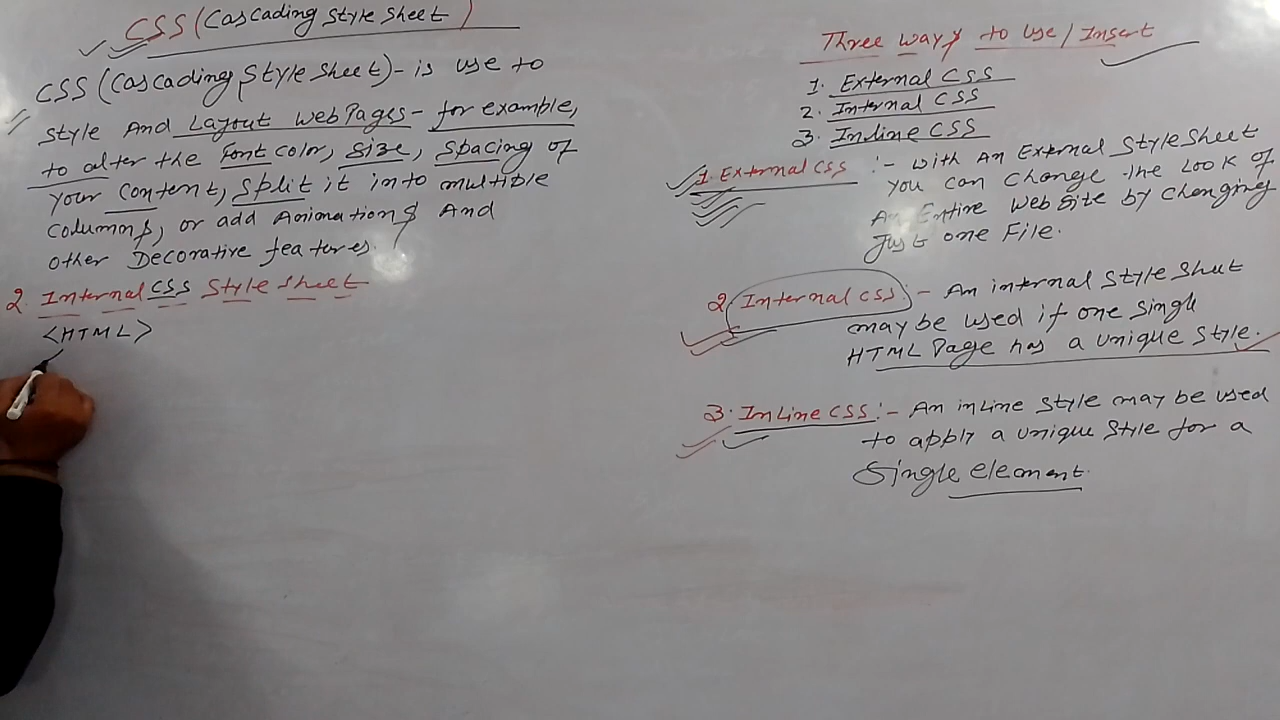 CSS (Cascading Style Sheet)
CSS (Cascading Style Sheet) - is use to
style And Layout WebPages - for example,
to alter the Font color, Size, Spacing of
your Content, Split it into multiple
columns, or add Animations And
other Decorative features.
2. Internal CSS Style Sheet
<HTML>
Three ways to use / Insert
1. External CSS
2. Internal CSS
3. Inline CSS
1. External CSS :- With An External StyleSheet
you can change the Look of
An Entire Web Site by changing
Just one File.
2. Internal CSS :- An internal Style Sheet
may be used if one single
HTML Page has a unique Style.
3. InLine CSS :- An inline Style may be used
to apply a unique Style for a
Single element.